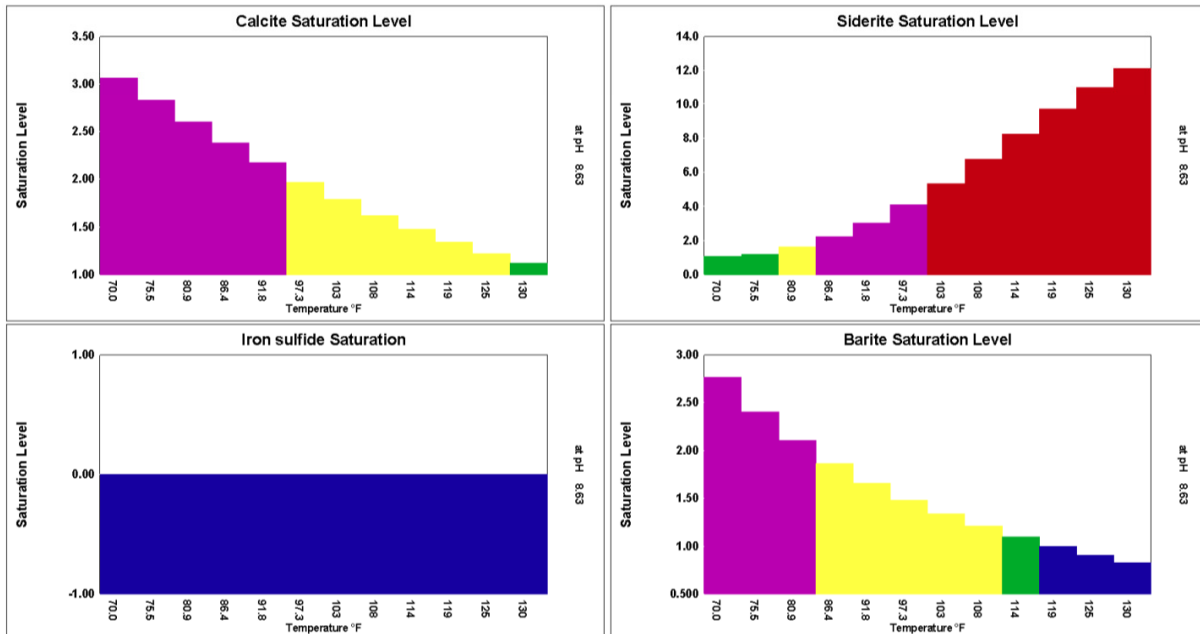 Calcite Saturation Level
3.50
3.00
2.50
2.00
1.50
1.00
Saturation Level
70.0 75.5 80.9 86.4 91.8 97.3 103 108 114 119 125 130
Temperature °F
at pH 8.63
Siderite Saturation Level
14.0
12.0
10.0
8.0
6.0
4.0
2.0
0.0
Saturation Level
70.0 75.5 80.9 86.4 91.8 97.3 103 108 114 119 125 130
Temperature °F
at pH 8.63
Iron sulfide Saturation
1.00
0.00
-1.00
Saturation Level
70.0 75.5 80.9 86.4 91.8 97.3 103 108 114 119 125 130
Temperature °F
at pH 8.63
Barite Saturation Level
3.00
2.50
2.00
1.50
1.00
0.500
Saturation Level
70.0 75.5 80.9 86.4 91.8 97.3 103 108 114 119 125 130
Temperature °F
at pH 8.63